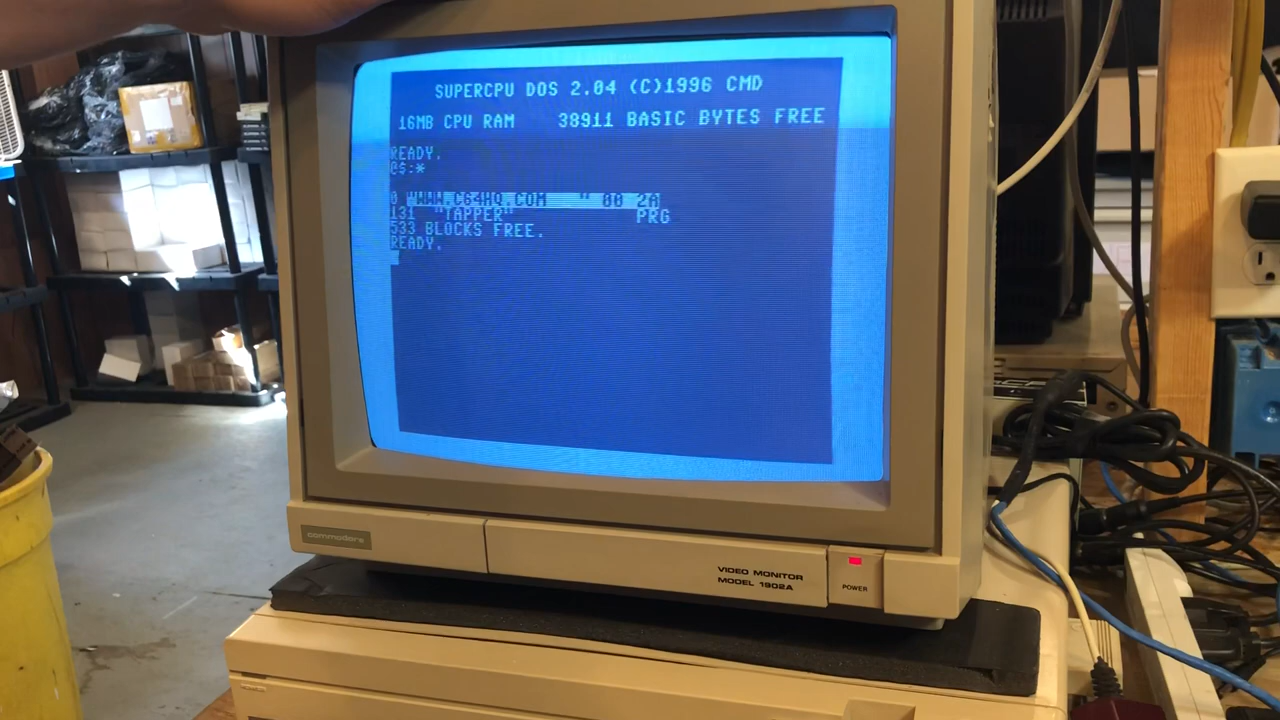 SUPERCPU DOS 2.04 (C)1996 CMD
16MB CPU RAM    38911 BASIC BYTES FREE
READY.
@$:*
0 "WWW.C64HQ.COM   " 00 2A
131  "TAPPER"           PRG
533 BLOCKS FREE.
READY.
commodore
VIDEO MONITOR
MODEL 1902A
POWER